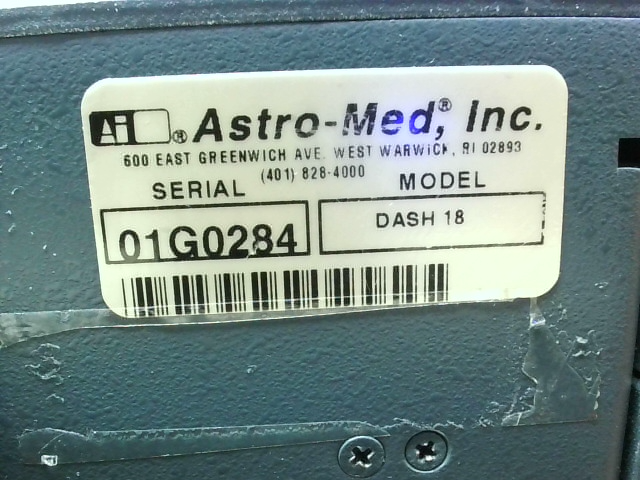 AM® Astro-Med®, Inc.
600 EAST GREENWICH AVE. WEST WARWICK, RI 02893
(401) 828-4000
SERIAL MODEL
01G0284 DASH 18